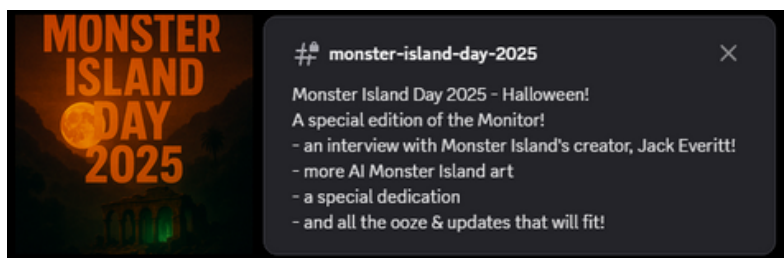 MONSTER
ISLAND
DAY
2025
monster-island-day-2025
Monster Island Day 2025 - Halloween!
A special edition of the Monitor!
- an interview with Monster Island's creator, Jack Everitt!
- more AI Monster Island art
- a special dedication
- and all the ooze & updates that will fit!